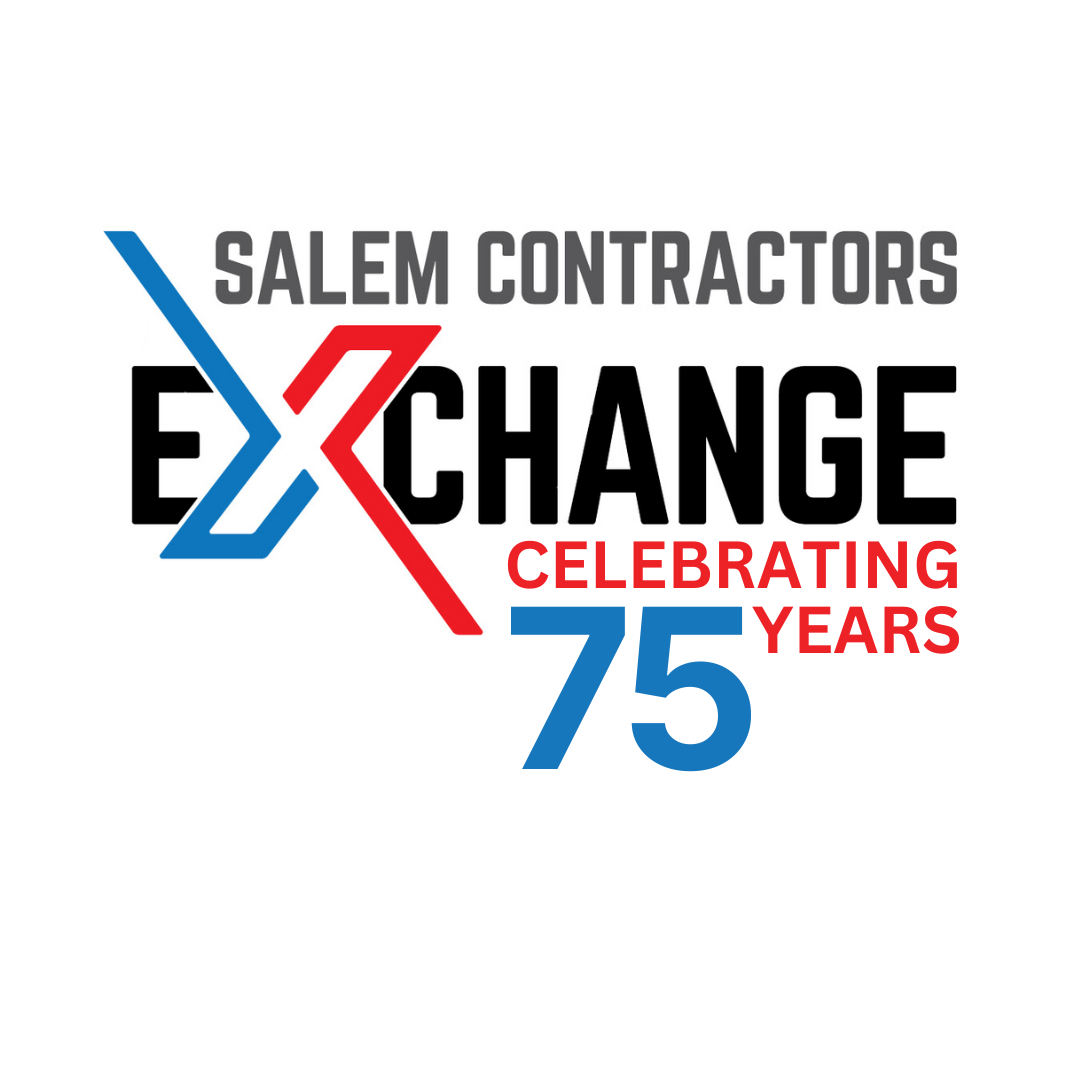 SALEM CONTRACTORS
EXCHANGE
CELEBRATING
75 YEARS